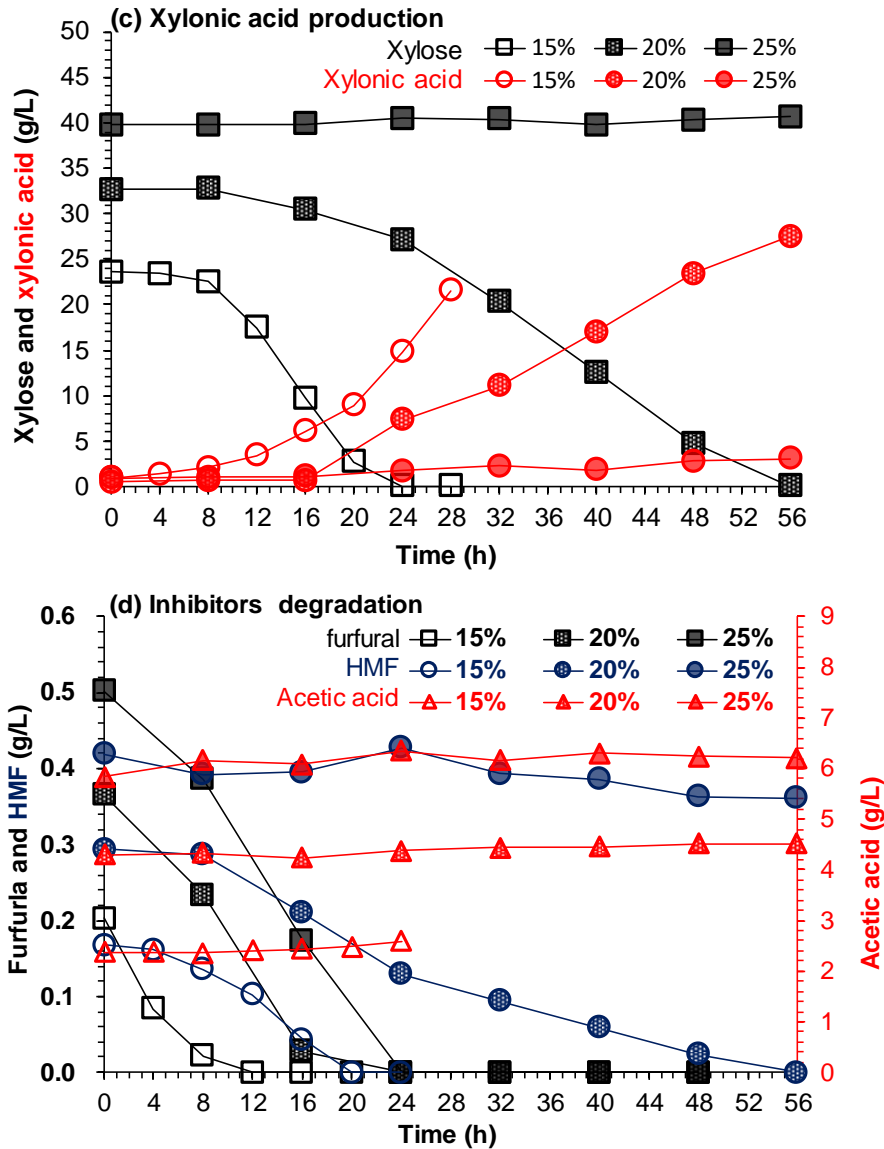 (c) Xylonic acid production
Xylose 15% 20% 25%
Xylonic acid 15% 20% 25%
Xylose and xylonic acid (g/L)
50
45
40
35
30
25
20
15
10
5
0
0 4 8 12 16 20 24 28 32 36 40 44 48 52 56
Time (h)
(d) Inhibitors degradation
furfural 15% 20% 25%
HMF 15% 20% 25%
Acetic acid 15% 20% 25%
Furfurla and HMF (g/L)
0.6
0.5
0.4
0.3
0.2
0.1
0.0
9
8
7
6
5
4
3
2
1
0
Acetic acid (g/L)
0 4 8 12 16 20 24 28 32 36 40 44 48 52 56
Time (h)